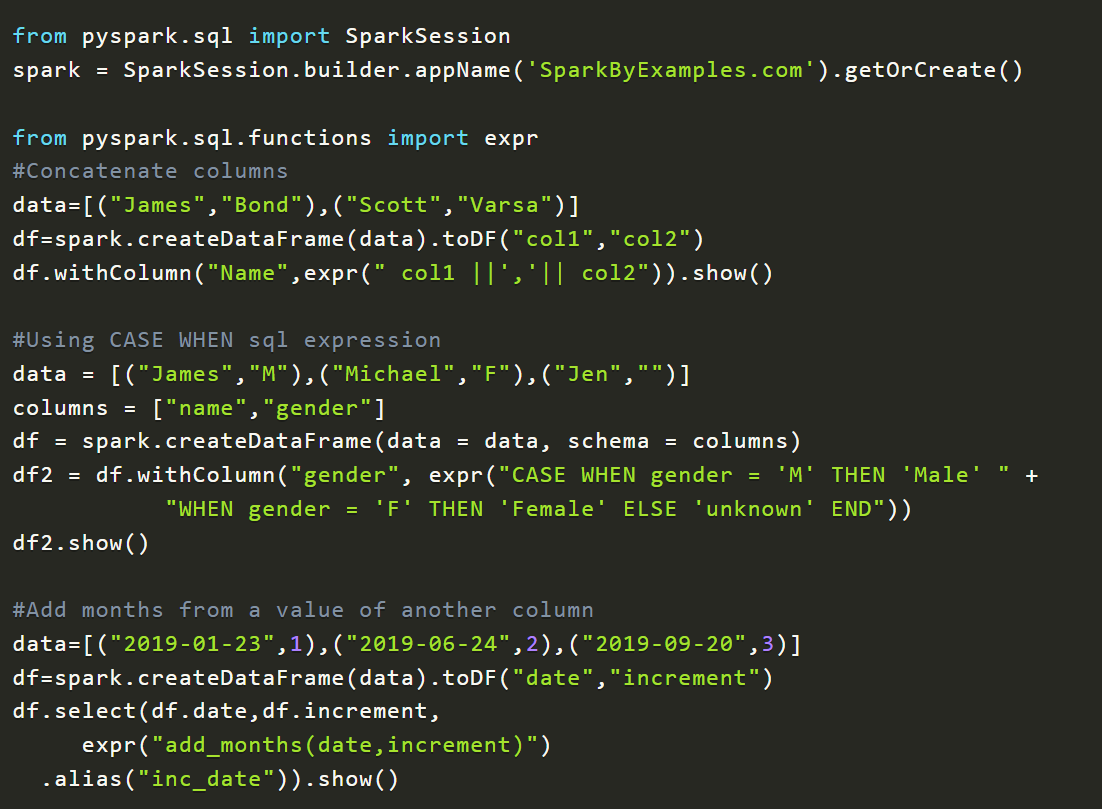 from pyspark.sql import SparkSession
spark = SparkSession.builder.appName('SparkByExamples.com').getOrCreate()

from pyspark.sql.functions import expr
#Concatenate columns
data=[("James","Bond"),("Scott","Varsa")]
df=spark.createDataFrame(data).toDF("col1","col2")
df.withColumn("Name",expr(" col1 ||','|| col2")).show()

#Using CASE WHEN sql expression
data = [("James","M"),("Michael","F"),("Jen","")]
columns = ["name","gender"]
df = spark.createDataFrame(data = data, schema = columns)
df2 = df.withColumn("gender", expr("CASE WHEN gender = 'M' THEN 'Male' " +
           "WHEN gender = 'F' THEN 'Female' ELSE 'unknown' END"))
df2.show()

#Add months from a value of another column
data=[("2019-01-23",1),("2019-06-24",2),("2019-09-20",3)]
df=spark.createDataFrame(data).toDF("date","increment")
df.select(df.date,df.increment,
     expr("add_months(date,increment)")
  .alias("inc_date")).show()